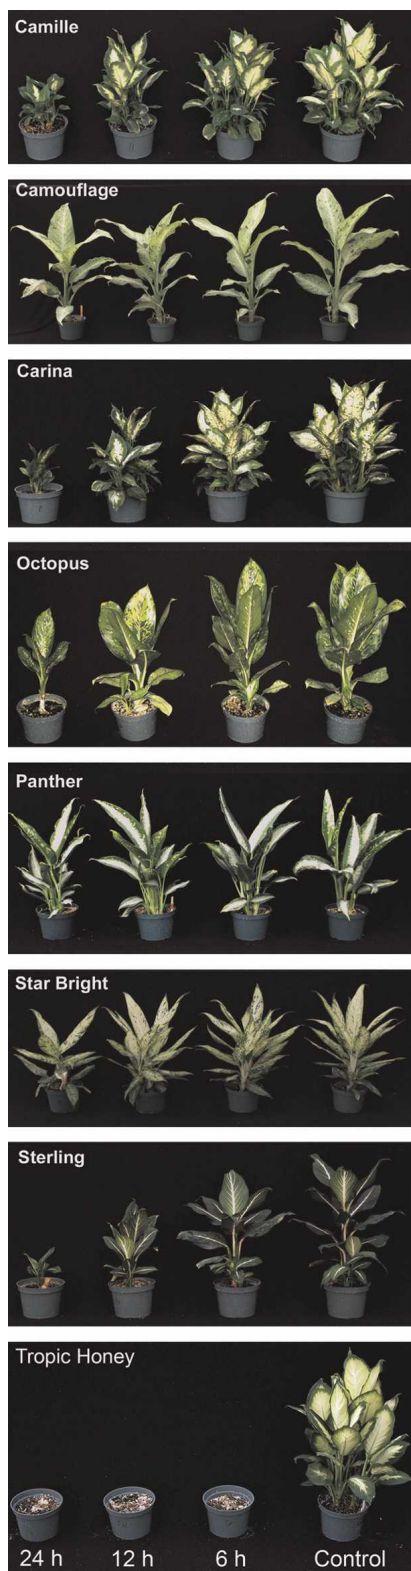 Camille
Camouflage
Carina
Octopus
Panther
Star Bright
Sterling
Tropic Honey
24 h 12 h 6 h Control